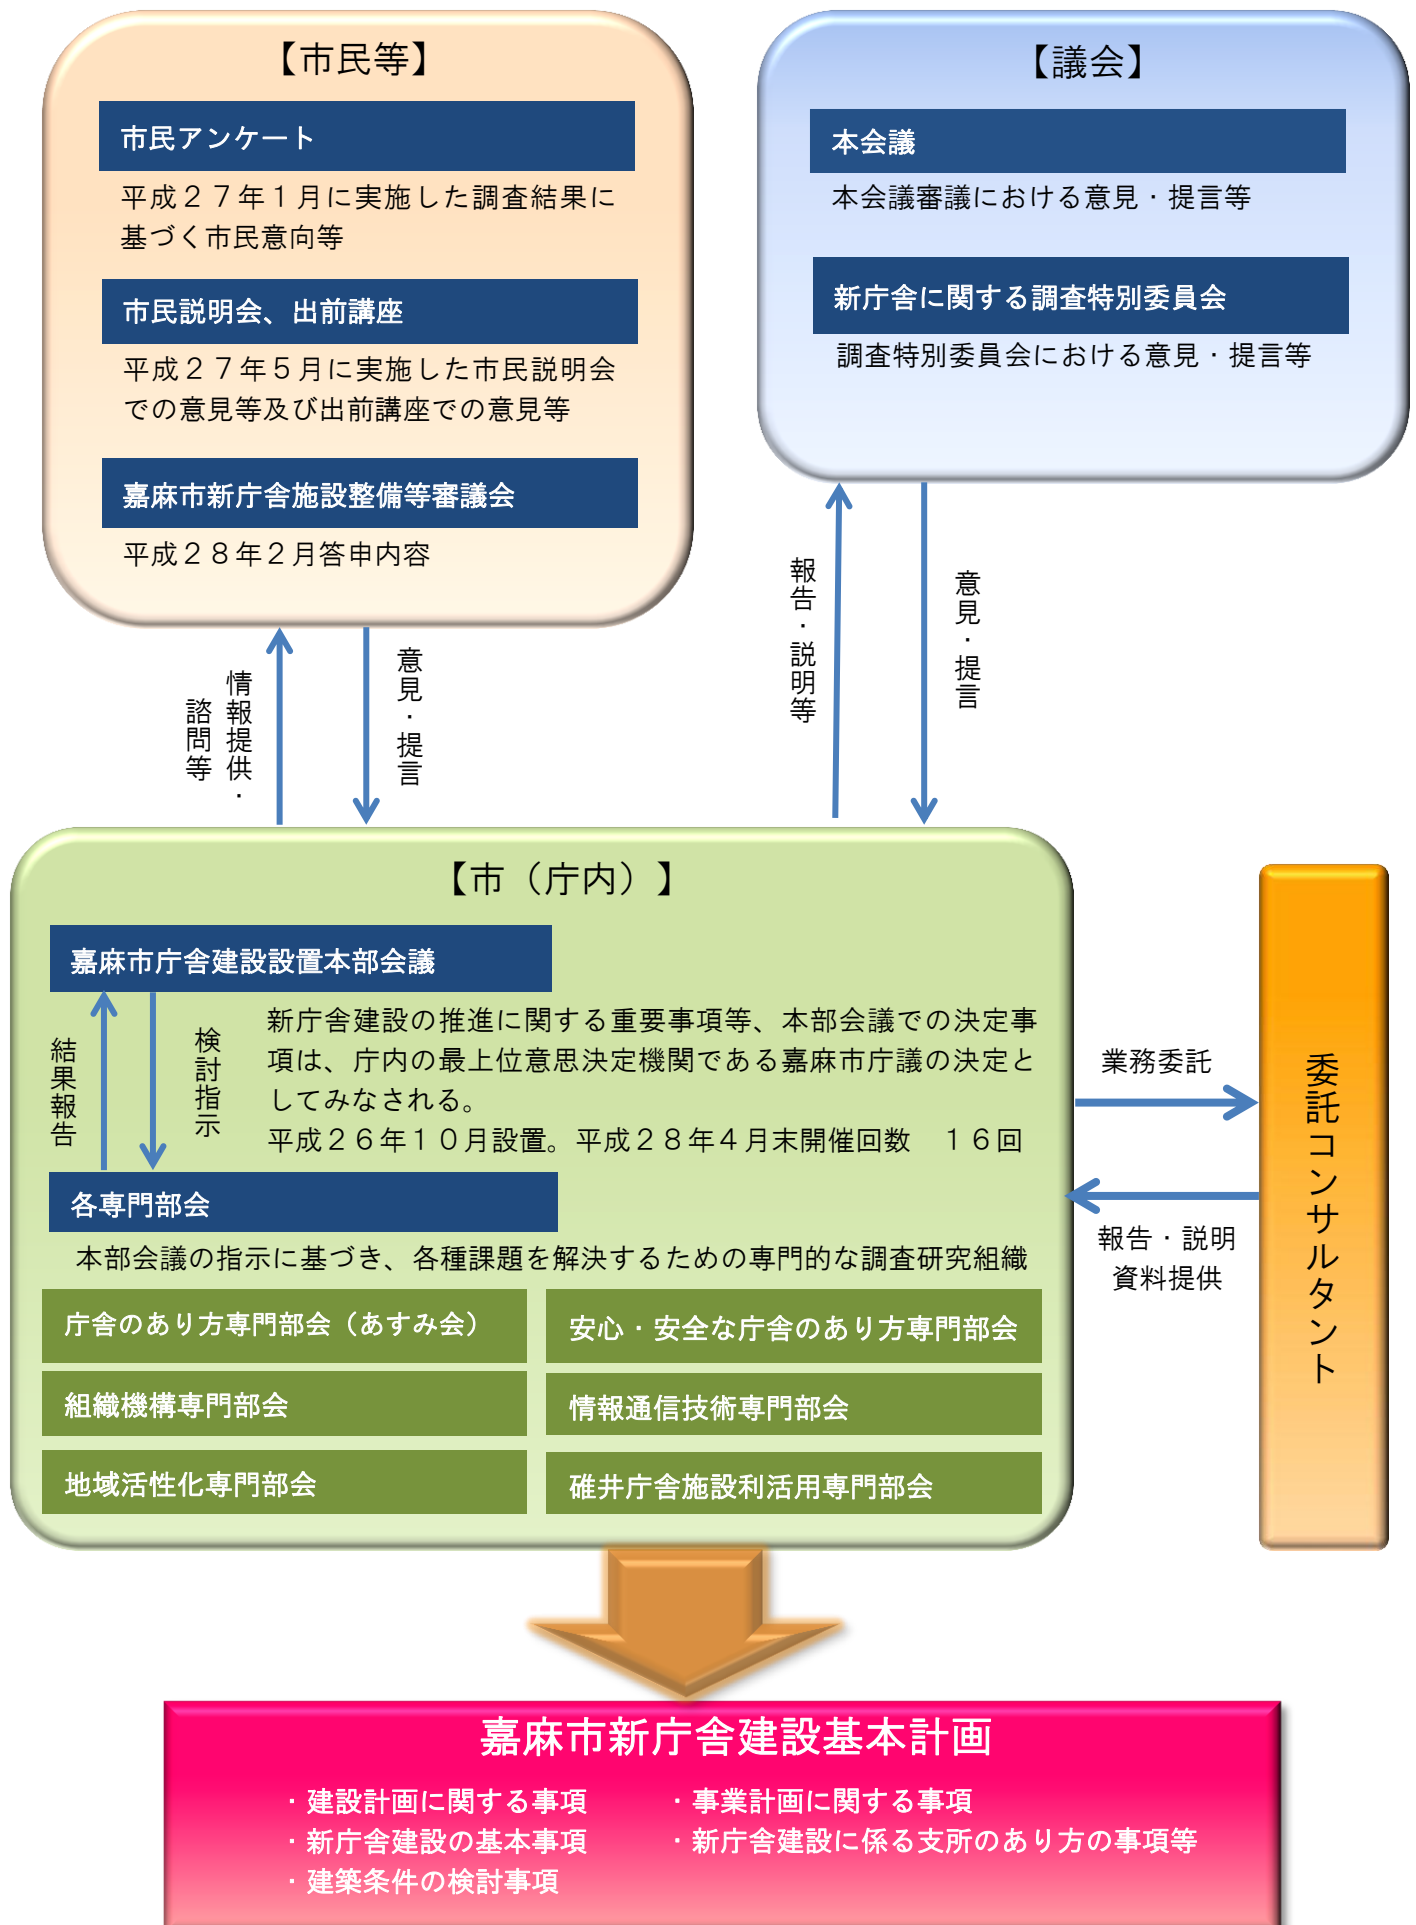 【市民等】
市民アンケート
平成２７年１月に実施した調査結果に
基づく市民意向等
市民説明会、出前講座
平成２７年５月に実施した市民説明会
での意見等及び出前講座での意見等
嘉麻市新庁舎施設整備等審議会
平成２８年２月答申内容
【議会】
本会議
本会議審議における意見・提言等
新庁舎に関する調査特別委員会
調査特別委員会における意見・提言等
情報提供・
諮問等
意見・提言
報告・説明等
意見・提言
【市（庁内）】
嘉麻市庁舎建設設置本部会議
結果報告
検討指示
新庁舎建設の推進に関する重要事項等、本部会議での決定事
項は、庁内の最上位意思決定機関である嘉麻市庁議の決定と
してみなされる。
平成２６年１０月設置。平成２８年４月末開催回数　１６回
各専門部会
本部会議の指示に基づき、各種課題を解決するための専門的な調査研究組織
庁舎のあり方専門部会（あすみ会）
安心・安全な庁舎のあり方専門部会
組織機構専門部会
情報通信技術専門部会
地域活性化専門部会
碓井庁舎施設利活用専門部会
業務委託
報告・説明
資料提供
委託コンサルタント
嘉麻市新庁舎建設基本計画
・建設計画に関する事項
・新庁舎建設の基本事項
・建築条件の検討事項
・事業計画に関する事項
・新庁舎建設に係る支所のあり方の事項等